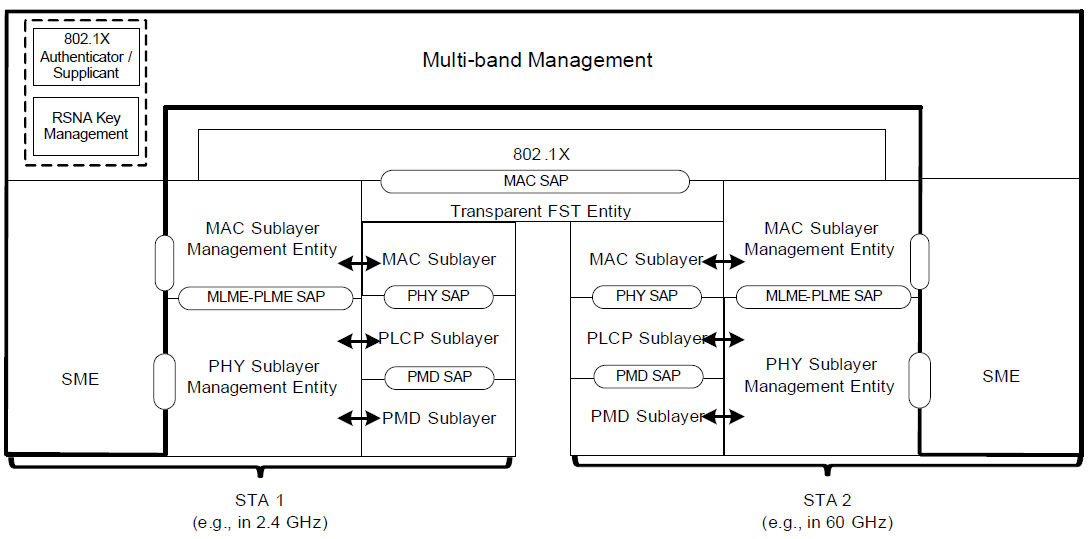 802.1X
Authenticator /
Supplicant
RSNA Key
Management
Multi-band Management
802.1X
MAC SAP
Transparent FST Entity
MAC Sublayer
Management Entity
MAC Sublayer
MAC Sublayer
MAC Sublayer
Management Entity
MLME-PLME SAP
PHY SAP
PHY SAP
MLME-PLME SAP
SME
PHY Sublayer
Management Entity
PLCP Sublayer
PMD SAP
PMD Sublayer
PLCP Sublayer
PMD SAP
PMD Sublayer
PHY Sublayer
Management Entity
SME
STA 1
(e.g., in 2.4 GHz)
STA 2
(e.g., in 60 GHz)